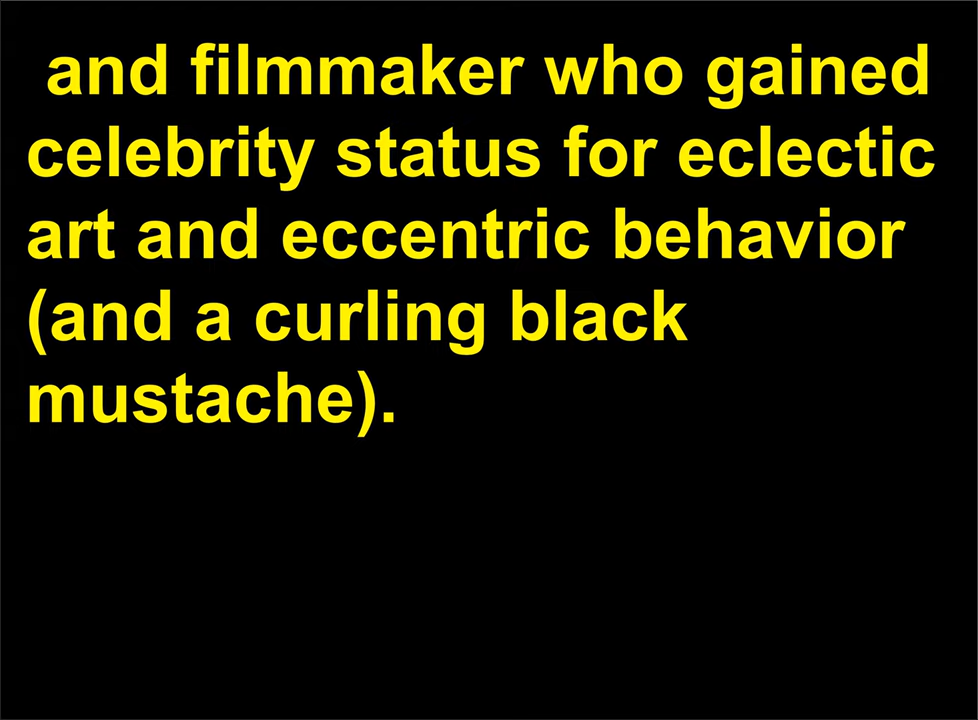 and filmmaker who gained
celebrity status for eclectic
art and eccentric behavior
(and a curling black
mustache).